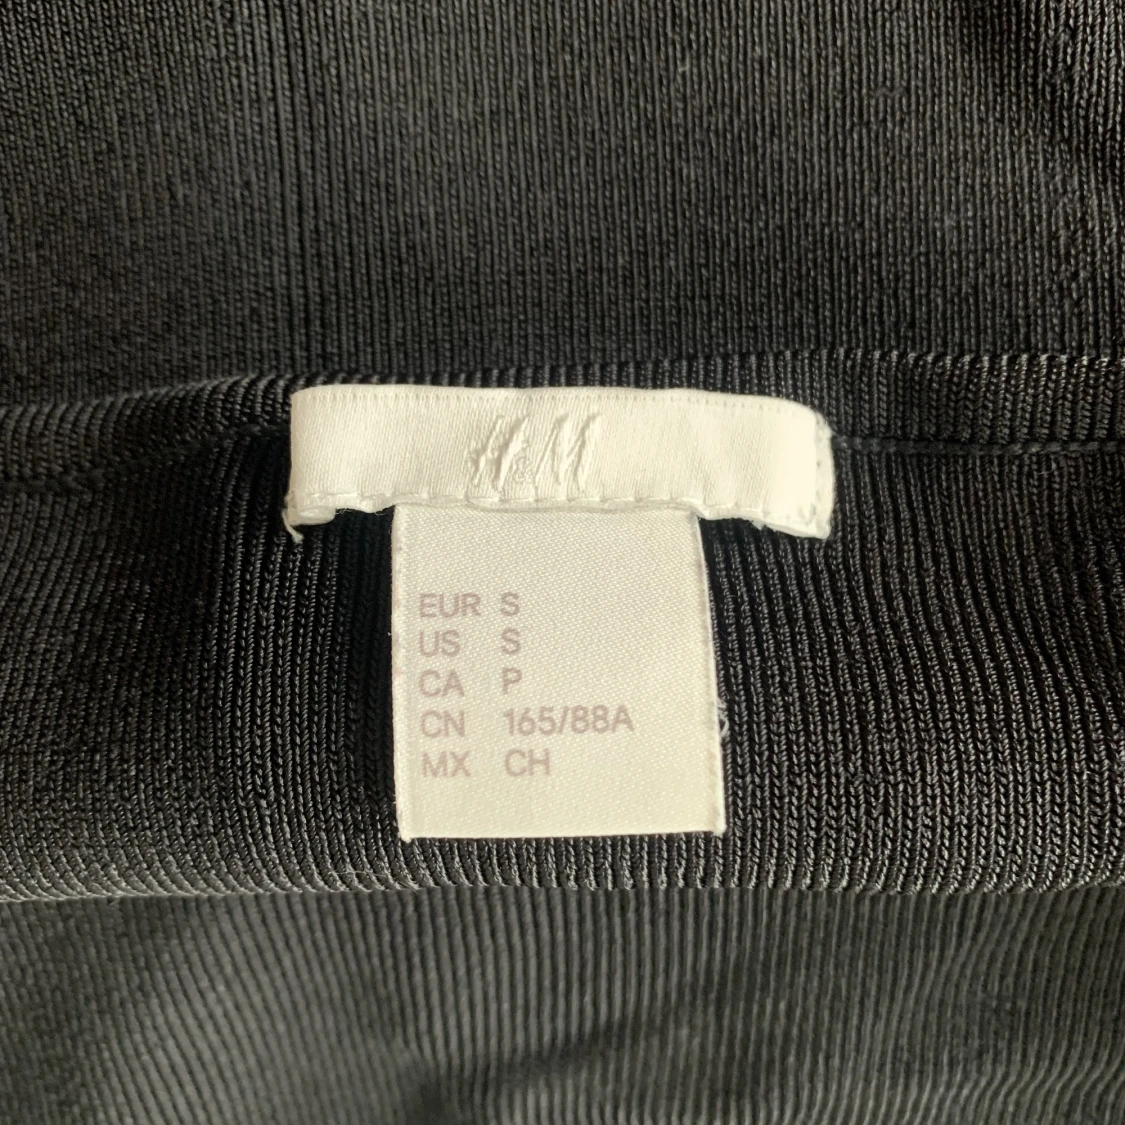 H&M
EUR S
US S
CA P
CN 165/88A
MX CH